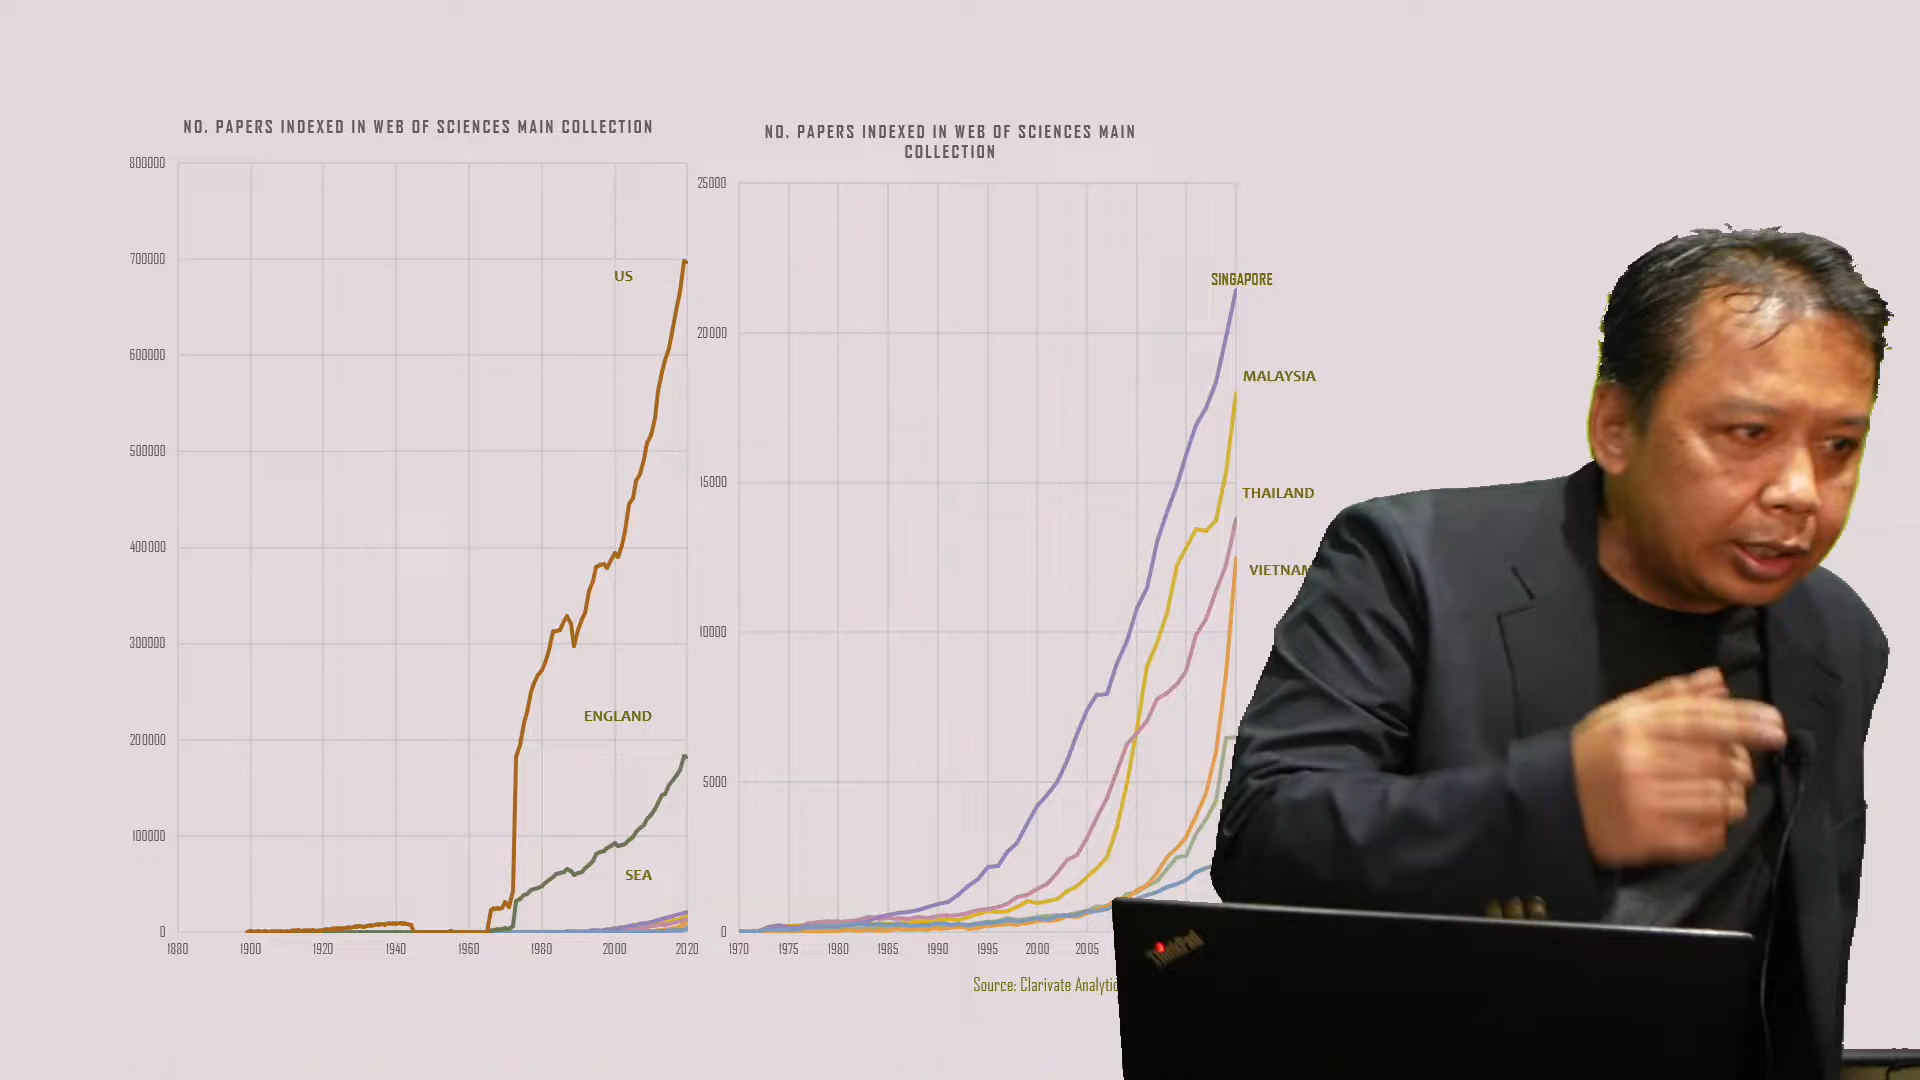 NO. PAPERS INDEXED IN WEB OF SCIENCES MAIN COLLECTION
800000
700000
600000
500000
400000
300000
200000
100000
0
1880 1900 1920 1940 1960 1980 2000 2020
US
ENGLAND
SEA
NO. PAPERS INDEXED IN WEB OF SCIENCES MAIN
COLLECTION
25000
20000
15000
10000
5000
0
1970 1975 1980 1985 1990 1995 2000 2005
SINGAPORE
MALAYSIA
THAILAND
VIETNAM
Source: Clarivate
ThinkPad